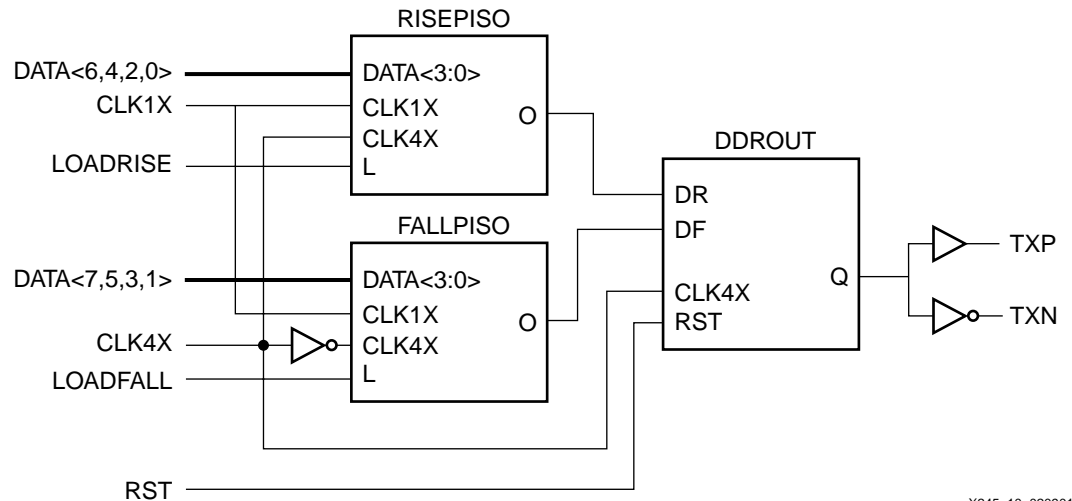 RISEPISO
DATA<6,4,2,0>
CLK1X
LOADRISE
DATA<3:0>
CLK1X
CLK4X
L
O
DDROUT
DR
DF
CLK4X
RST
Q
TXP
TXN
FALLPISO
DATA<7,5,3,1>
CLK4X
LOADFALL
DATA<3:0>
CLK1X
CLK4X
L
O
RST